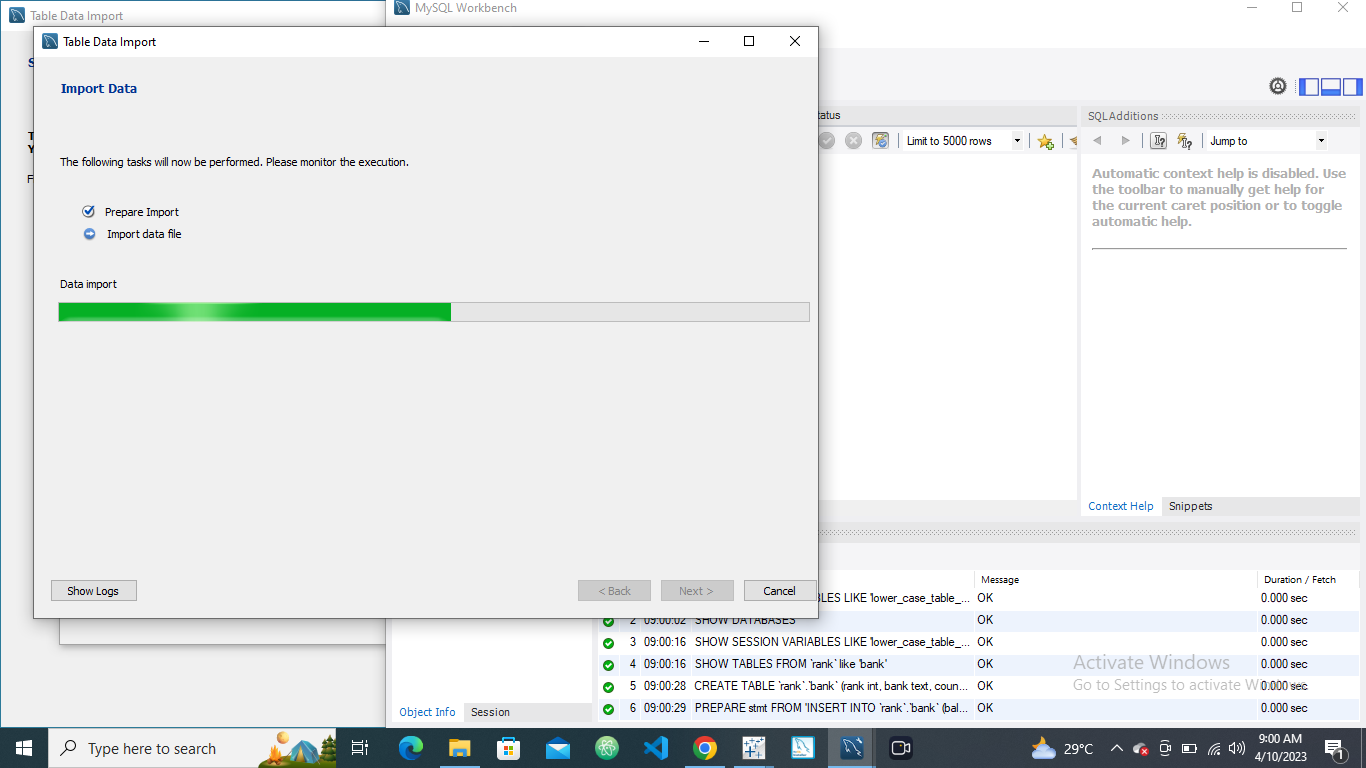 Table Data Import
MySQL Workbench
Table Data Import
Import Data
The following tasks will now be performed. Please monitor the execution.
Prepare Import
Import data file
Data import
Show Logs
< Back
Next >
Cancel
Limit to 5000 rows
SQLAdditions
Jump to
Automatic context help is disabled. Use
the toolbar to manually get help for
the current caret position or to toggle
automatic help.
Context Help
Snippets
Message
Duration / Fetch
BLES LIKE 'lower_case_table_... OK 0.000 sec
2 09:00:02 SHOW DATABASES OK 0.000 sec
3 09:00:16 SHOW SESSION VARIABLES LIKE 'lower_case_table_... OK 0.000 sec
4 09:00:16 SHOW TABLES FROM `rank` like 'bank' OK 0.000 sec
5 09:00:28 CREATE TABLE `rank`.`bank` (rank int, bank text, coun... OK 0.000 sec
6 09:00:29 PREPARE stmt FROM 'INSERT INTO `rank`.`bank` (bal... OK 0.000 sec
Activate Windows
Go to Settings to activate Windows.
Object Info
Session
Type here to search
29°C
9:00 AM
4/10/2023
1